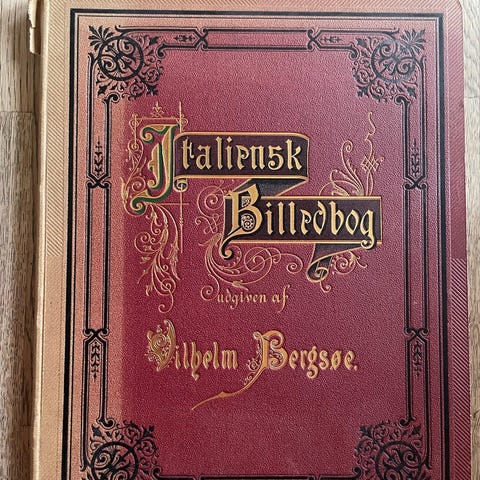 Italiensk
Billedbog
udgiven af
Vilhelm Bergsøe.